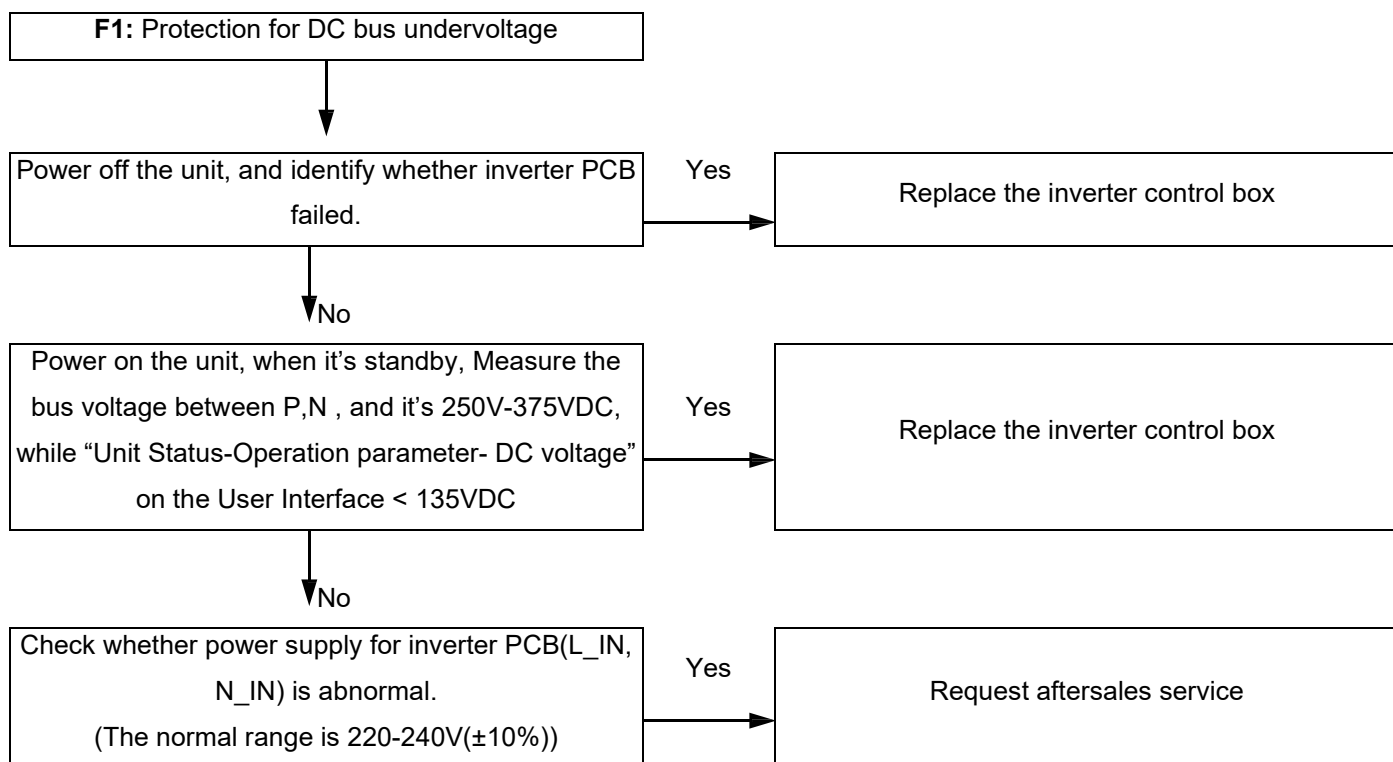 F1: Protection for DC bus undervoltage
Power off the unit, and identify whether inverter PCB
failed.
Yes
Replace the inverter control box
No
Power on the unit, when it’s standby, Measure the
bus voltage between P,N , and it’s 250V-375VDC,
while “Unit Status-Operation parameter- DC voltage”
on the User Interface < 135VDC
Yes
Replace the inverter control box
No
Check whether power supply for inverter PCB(L_IN,
N_IN) is abnormal.
(The normal range is 220-240V(±10%))
Yes
Request aftersales service